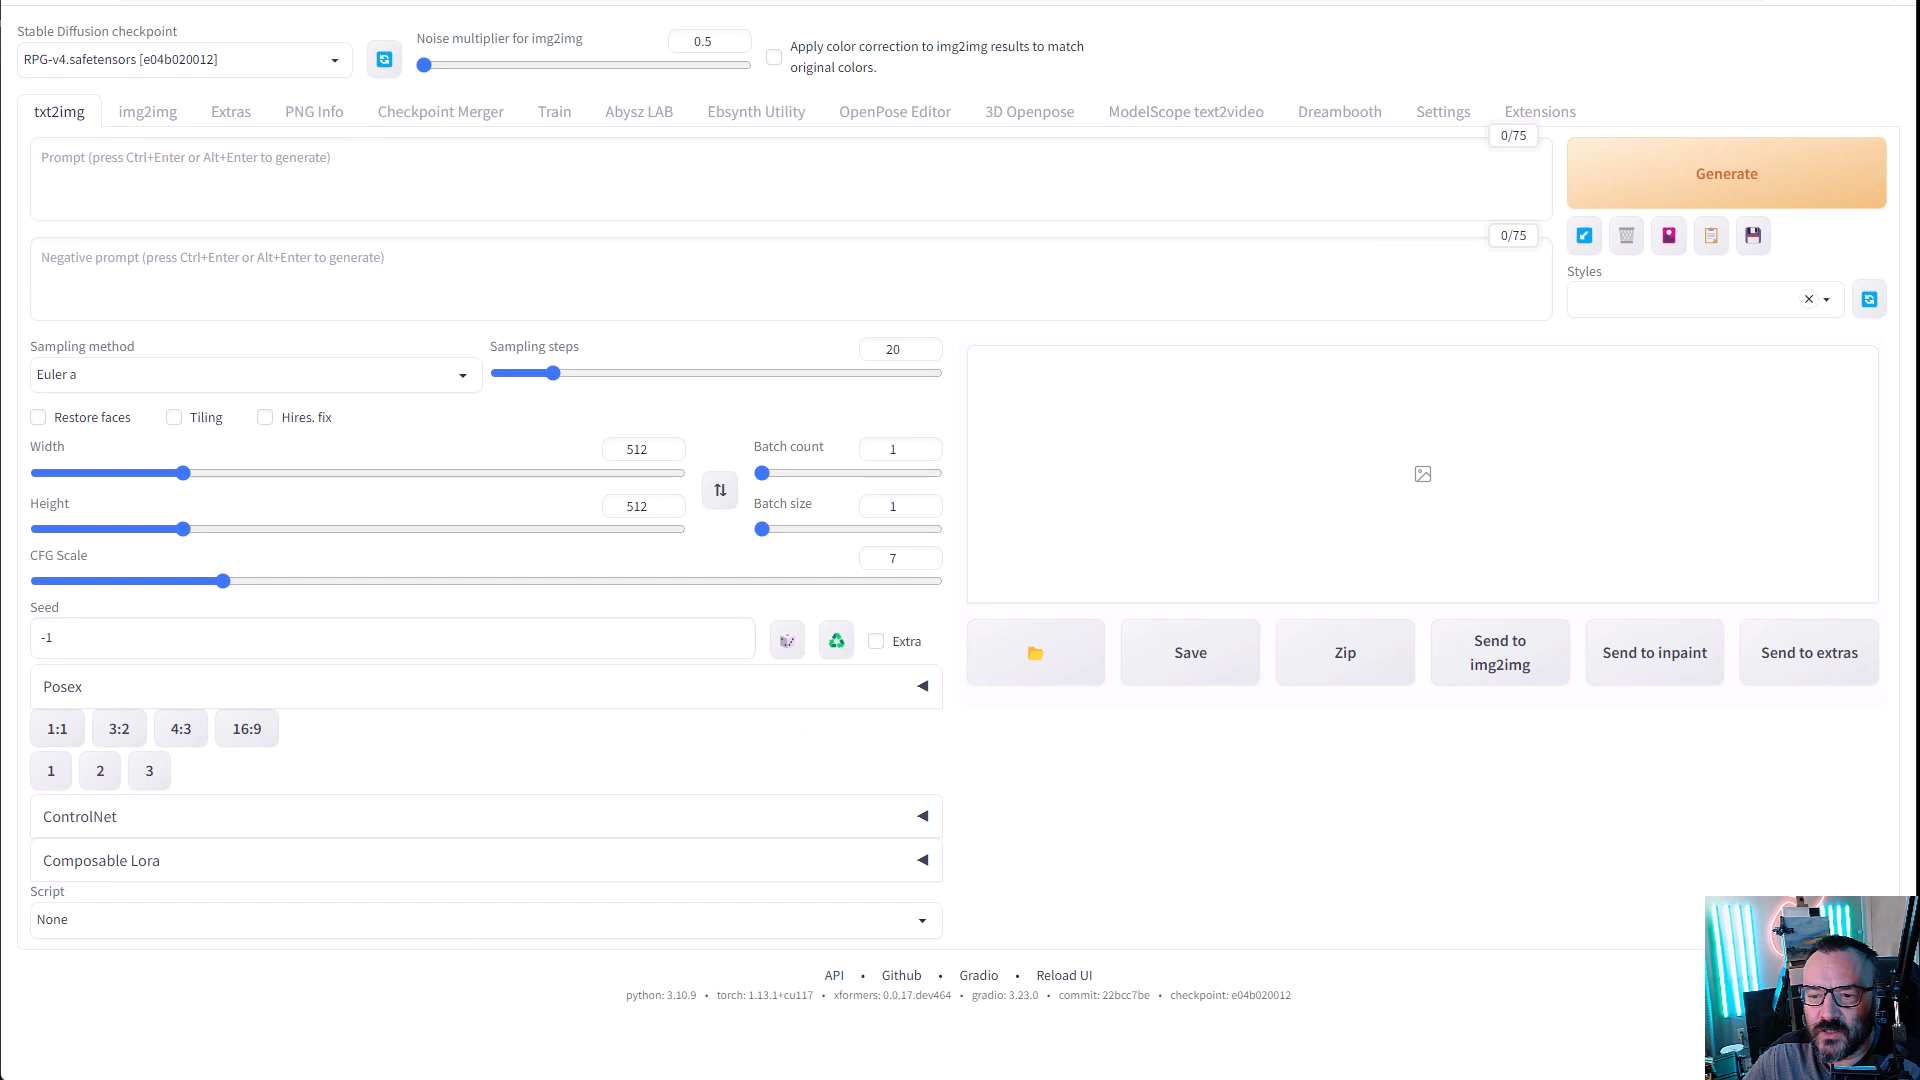 Stable Diffusion checkpoint
RPG-v4.safetensors [e04b020012]
Noise multiplier for img2img
0.5
Apply color correction to img2img results to match
original colors.
txt2img img2img Extras PNG Info Checkpoint Merger Train Abysz LAB Ebsynth Utility OpenPose Editor 3D Openpose ModelScope text2video Dreambooth Settings Extensions
0/75
Prompt (press Ctrl+Enter or Alt+Enter to generate)
Generate
0/75
Negative prompt (press Ctrl+Enter or Alt+Enter to generate)
Styles
Sampling method
Euler a
Sampling steps
20
Restore faces Tiling Hires. fix
Width
512
Batch count
1
Height
512
Batch size
1
CFG Scale
7
Seed
-1
Extra
Save
Zip
Send to
img2img
Send to inpaint
Send to extras
Posex
1:1 3:2 4:3 16:9
1 2 3
ControlNet
Composable Lora
Script
None
API • Github • Gradio • Reload UI
python: 3.10.9 • torch: 1.13.1+cu117 • xformers: 0.0.17.dev464 • gradio: 3.23.0 • commit: 22bcc7be • checkpoint: e04b020012